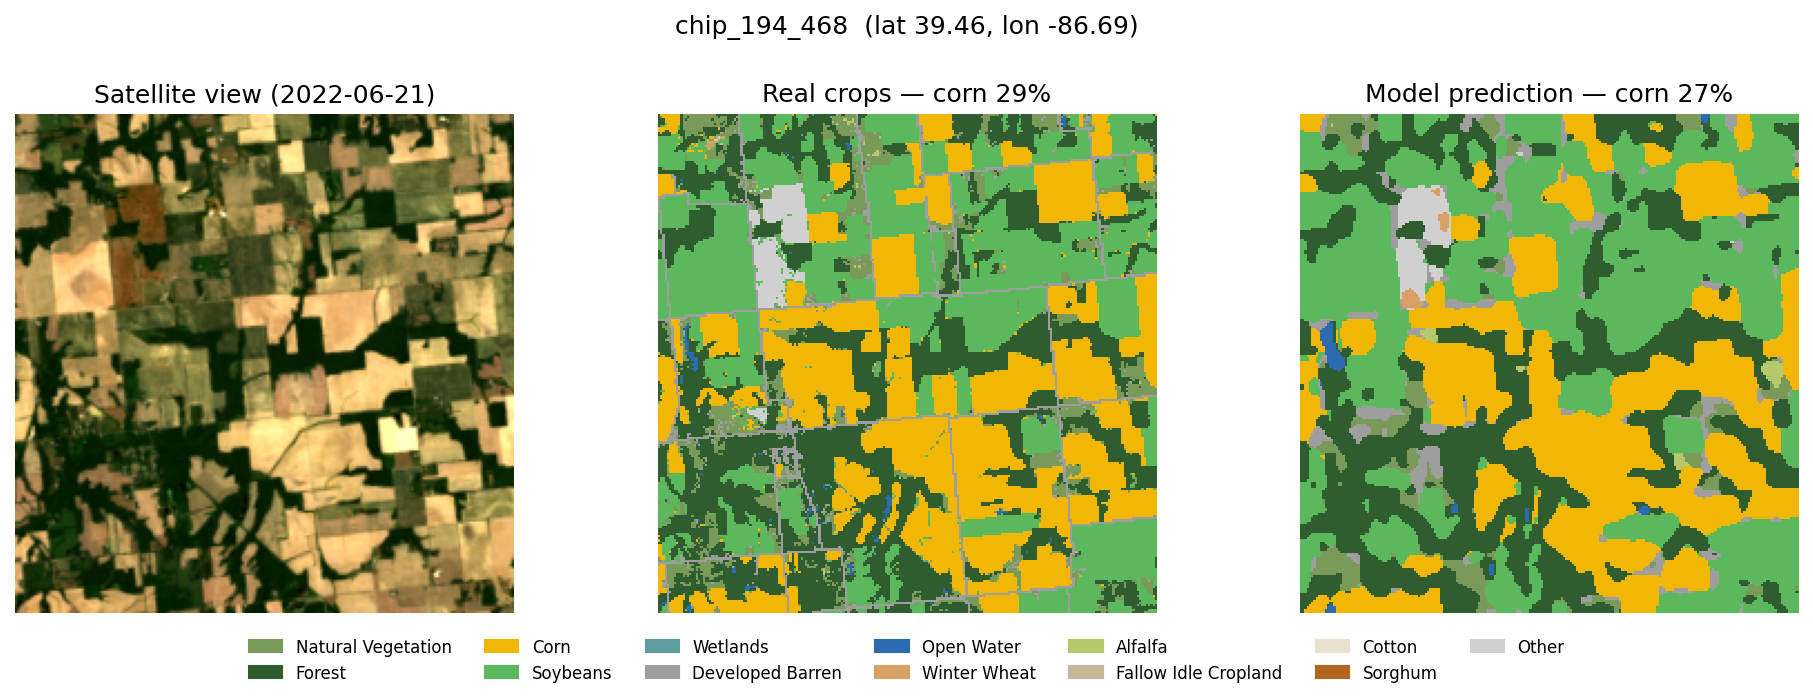 chip_194_468  (lat 39.46, lon -86.69)
Satellite view (2022-06-21)
Real crops — corn 29%
Model prediction — corn 27%
Natural Vegetation
Forest
Corn
Soybeans
Wetlands
Developed Barren
Open Water
Winter Wheat
Alfalfa
Fallow Idle Cropland
Cotton
Sorghum
Other